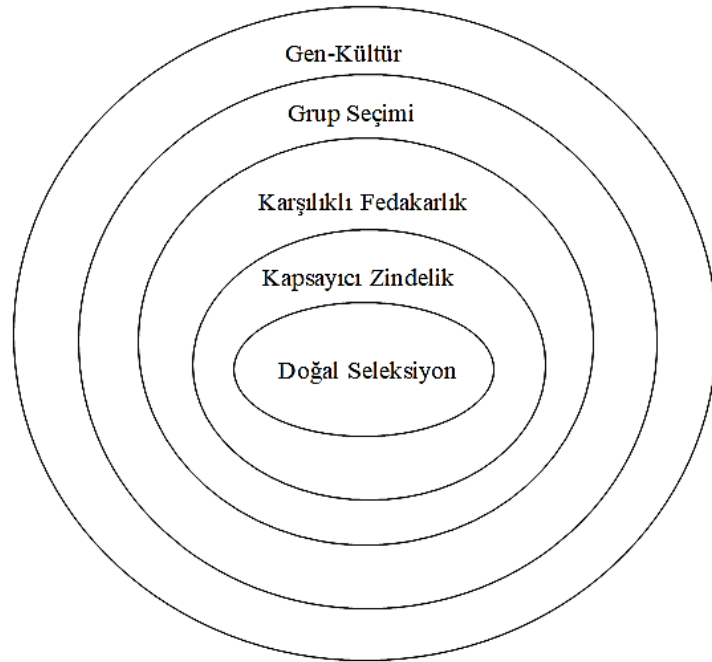 Gen-Kültür
Grup Seçimi
Karşılıklı Fedakarlık
Kapsayıcı Zindelik
Doğal Seleksiyon